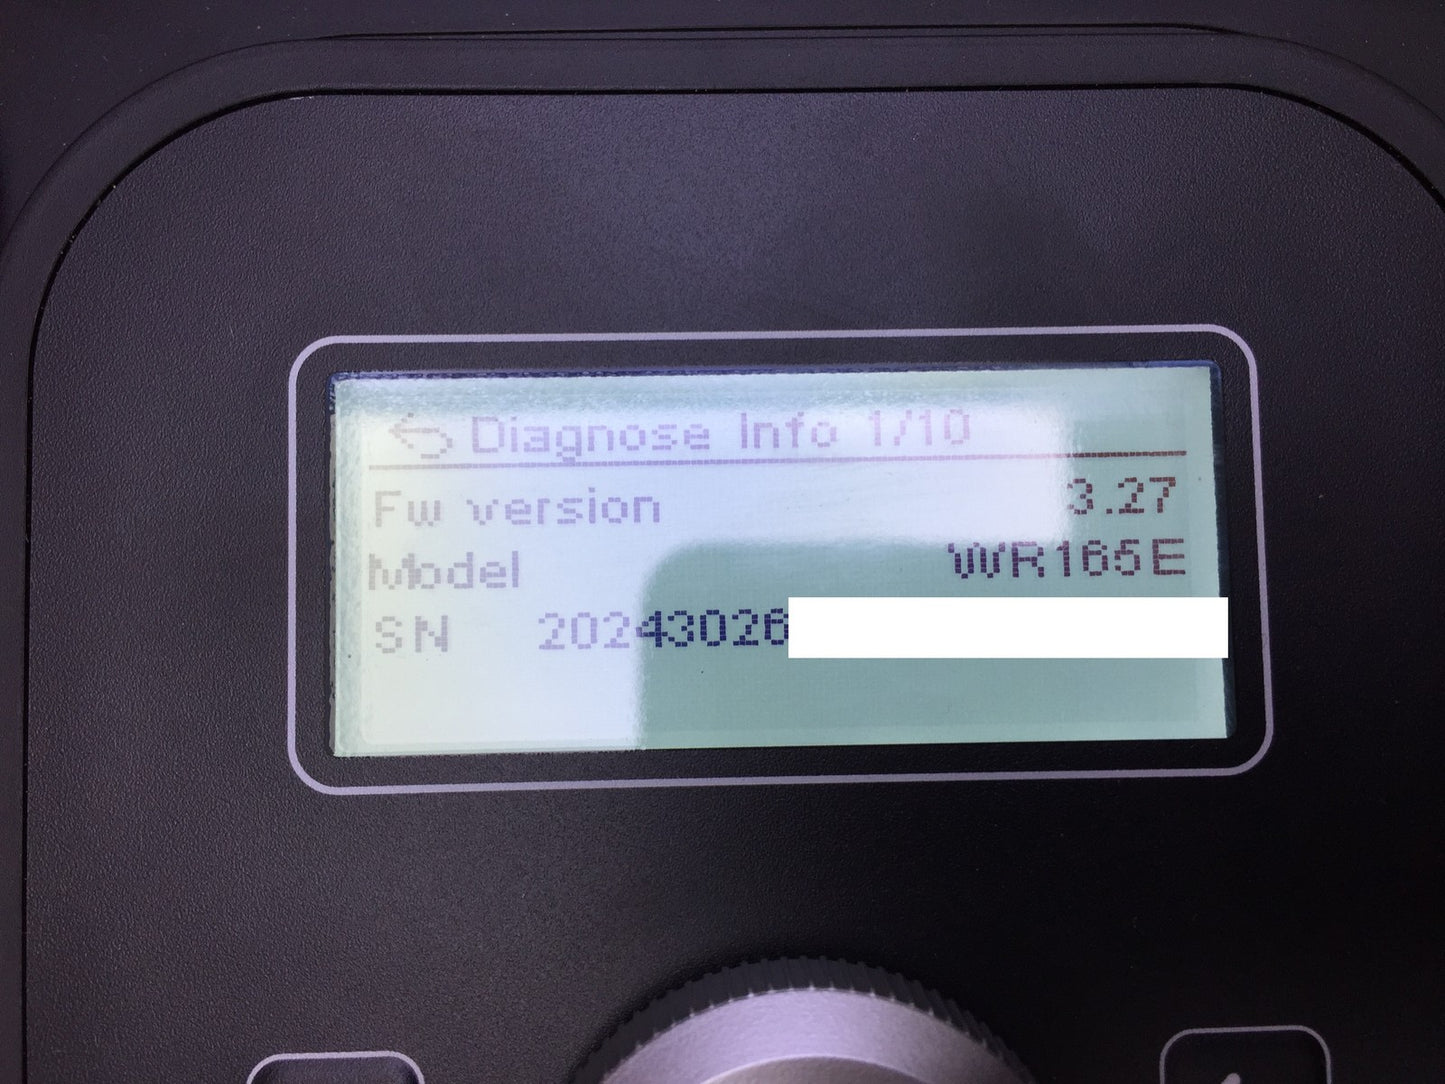 Diagnose Info 1/10
Fw version 3.27
Model WR165E
SN 20243026